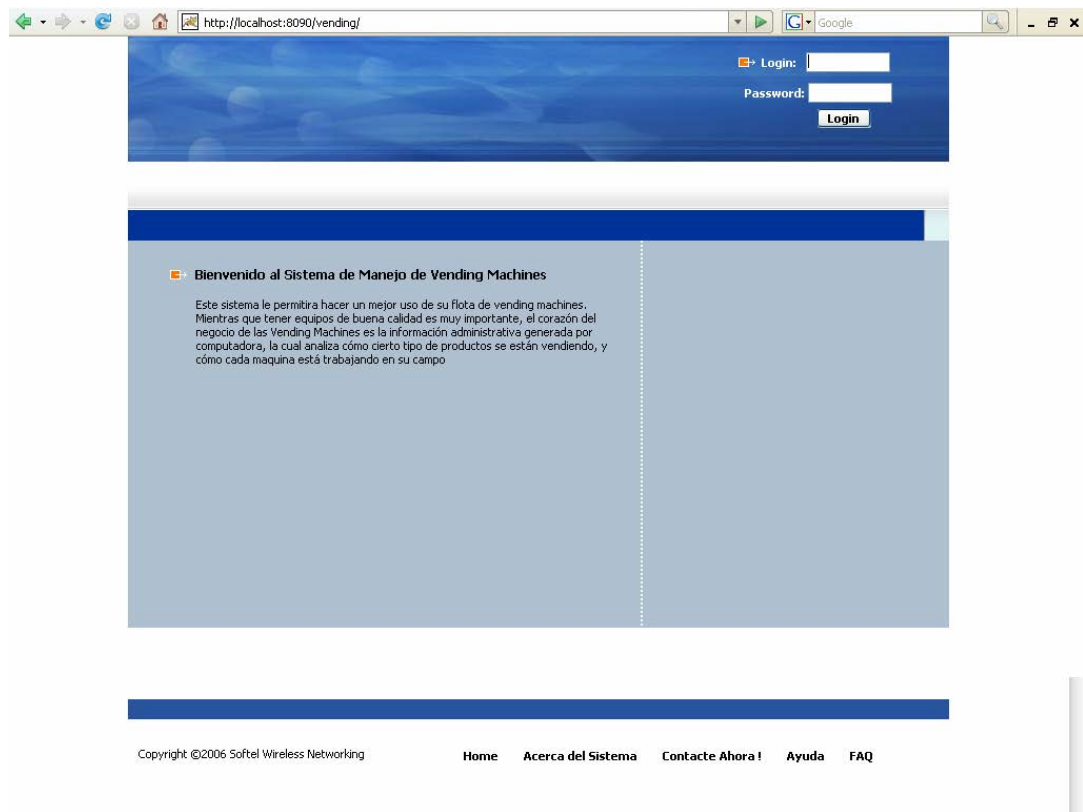 http://localhost:8090/vending/
Google
Login:
Password:
Login
Bienvenido al Sistema de Manejo de Vending Machines
Este sistema le permitira hacer un mejor uso de su flota de vending machines.
Mientras que tener equipos de buena calidad es muy importante, el corazón del
negocio de las Vending Machines es la información administrativa generada por
computadora, la cual analiza cómo cierto tipo de productos se están vendiendo, y
cómo cada maquina está trabajando en su campo
Copyright ©2006 Softel Wireless Networking
Home Acerca del Sistema Contacte Ahora ! Ayuda FAQ